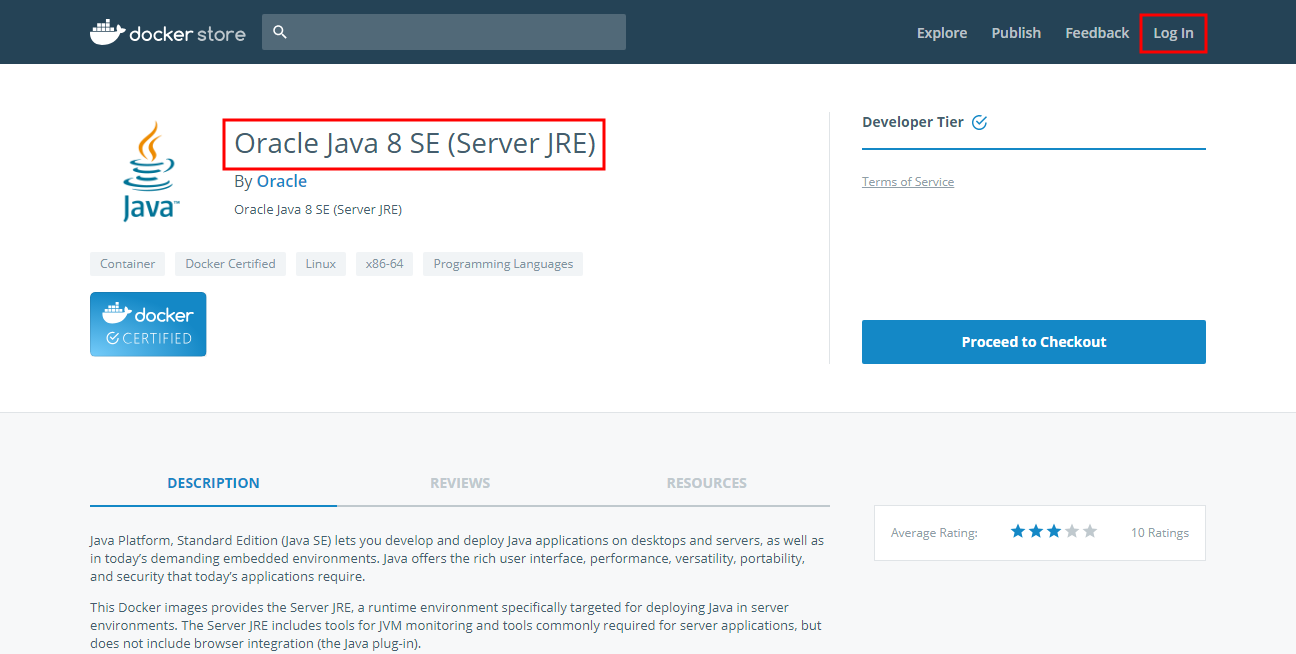 docker store
Explore
Publish
Feedback
Log In
Java™
Oracle Java 8 SE (Server JRE)
By Oracle
Oracle Java 8 SE (Server JRE)
Container
Docker Certified
Linux
x86-64
Programming Languages
docker
CERTIFIED
Developer Tier
Terms of Service
Proceed to Checkout
DESCRIPTION
REVIEWS
RESOURCES
Java Platform, Standard Edition (Java SE) lets you develop and deploy Java applications on desktops and servers, as well as
in today's demanding embedded environments. Java offers the rich user interface, performance, versatility, portability,
and security that today's applications require.
This Docker images provides the Server JRE, a runtime environment specifically targeted for deploying Java in server
environments. The Server JRE includes tools for JVM monitoring and tools commonly required for server applications, but
does not include browser integration (the Java plug-in).
Average Rating:
10 Ratings